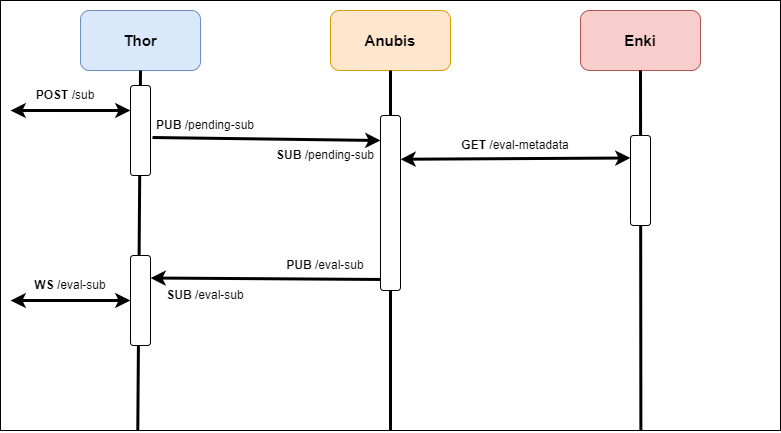 Thor
Anubis
Enki
POST /sub
PUB /pending-sub
SUB /pending-sub
GET /eval-metadata
PUB /eval-sub
WS /eval-sub
SUB /eval-sub